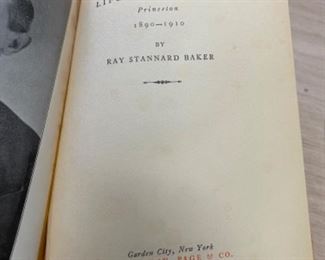 Princeton
1890–1910
BY
RAY STANNARD BAKER
Garden City, New York
PAGE & CO.